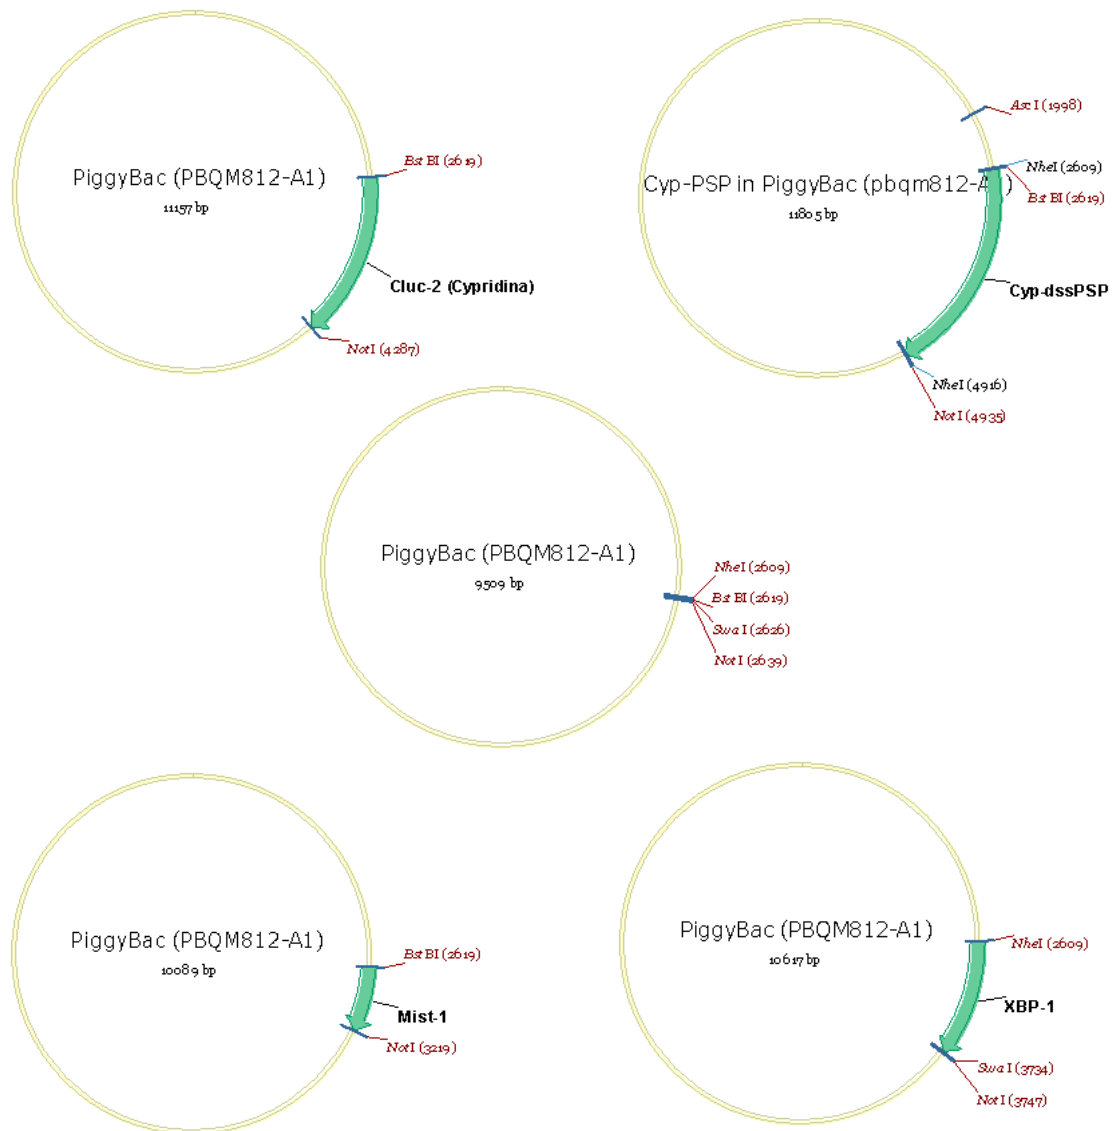 PiggyBac (PBQM812-A1)
11157 bp
BstBI (2619)
Cluc-2 (Cypridina)
NotI (4287)
Cyp-PSP in PiggyBac (pbqm812-A1)
11805 bp
AscI (1998)
NheI (2609)
BstBI (2619)
Cyp-dssPSP
NheI (4916)
NotI (4935)
PiggyBac (PBQM812-A1)
9509 bp
NheI (2609)
BstBI (2619)
SwaI (2626)
NotI (2639)
PiggyBac (PBQM812-A1)
10089 bp
BstBI (2619)
Mist-1
NotI (3219)
PiggyBac (PBQM812-A1)
10617 bp
NheI (2609)
XBP-1
SwaI (3734)
NotI (3747)